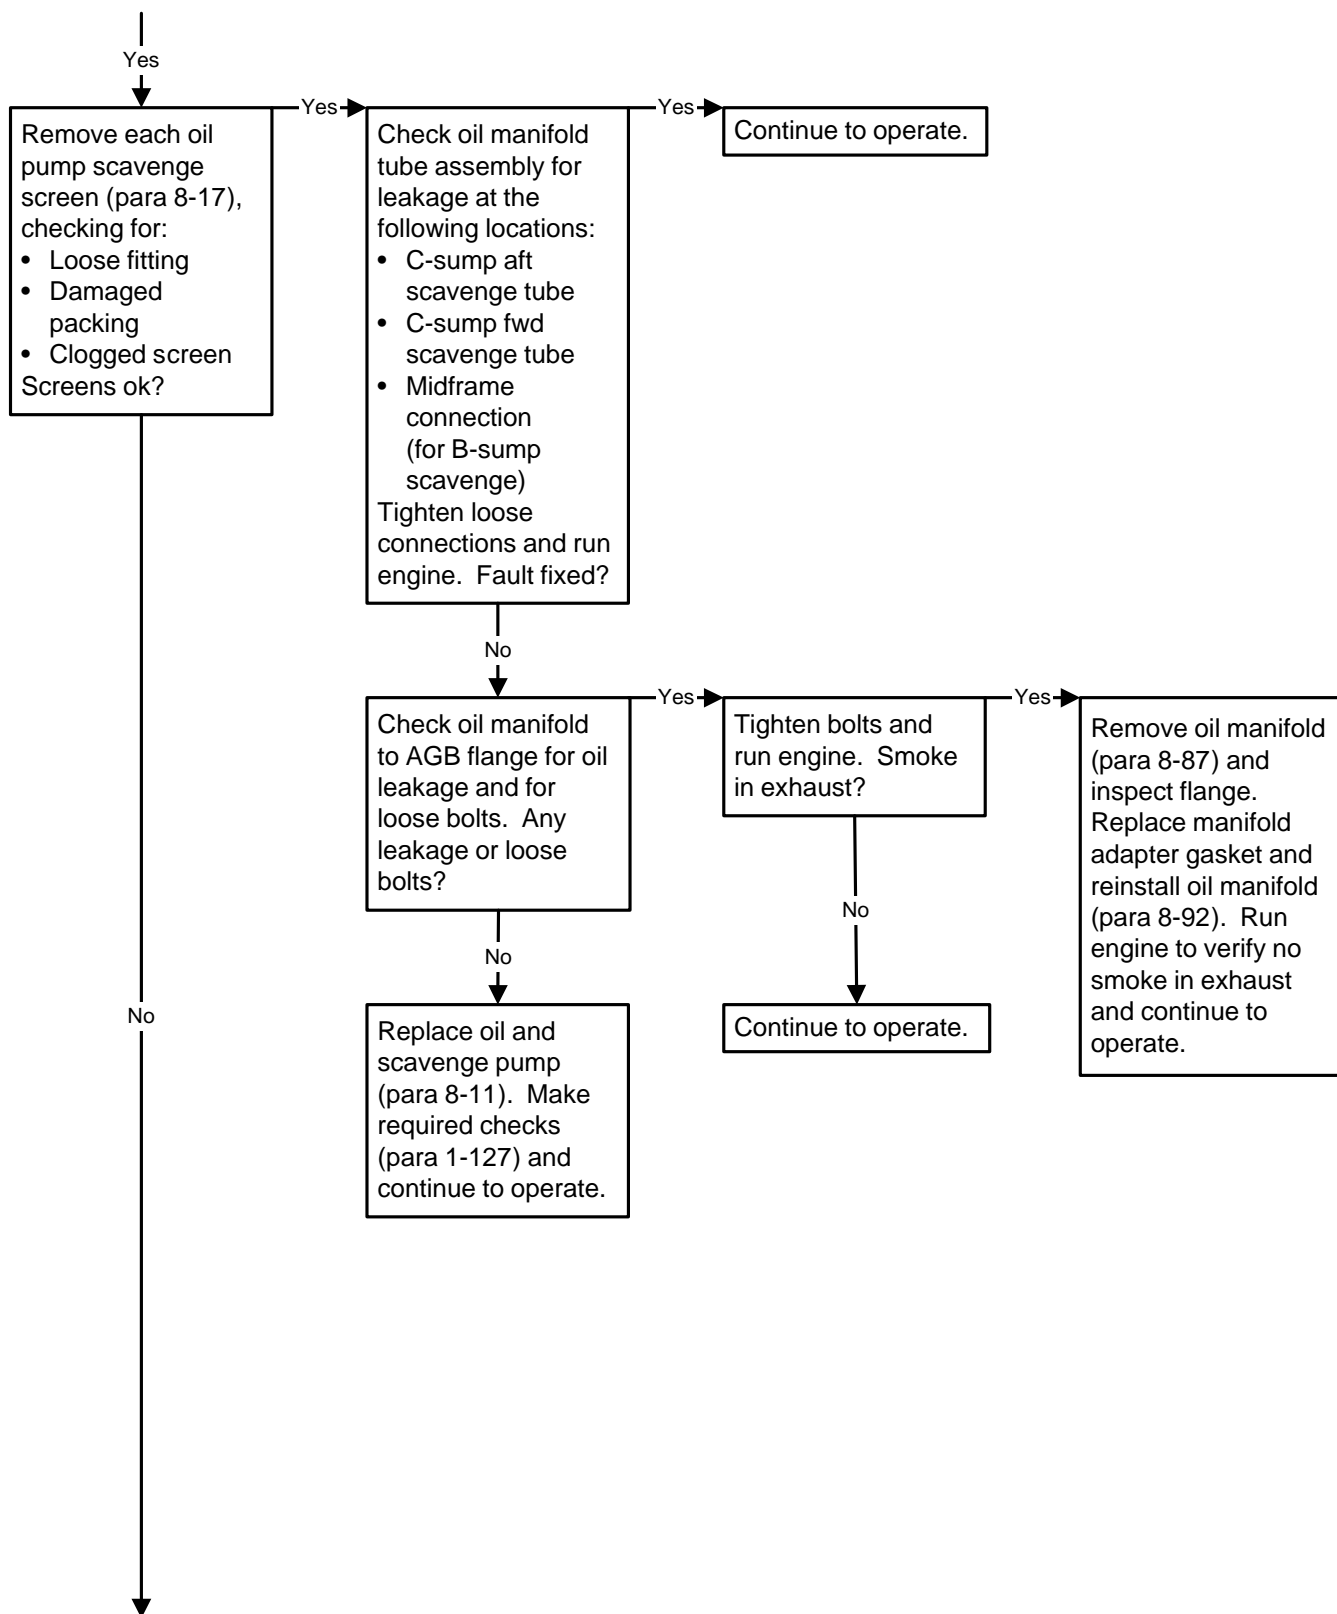 Yes
Remove each oil
pump scavenge
screen (para 8-17),
checking for:
• Loose fitting
• Damaged
packing
• Clogged screen
Screens ok?
Yes
Check oil manifold
tube assembly for
leakage at the
following locations:
• C-sump aft
scavenge tube
• C-sump fwd
scavenge tube
• Midframe
connection
(for B-sump
scavenge)
Tighten loose
connections and run
engine.  Fault fixed?
Yes
Continue to operate.
No
Check oil manifold
to AGB flange for oil
leakage and for
loose bolts.  Any
leakage or loose
bolts?
Yes
Tighten bolts and
run engine.  Smoke
in exhaust?
Yes
Remove oil manifold
(para 8-87) and
inspect flange.
Replace manifold
adapter gasket and
reinstall oil manifold
(para 8-92).  Run
engine to verify no
smoke in exhaust
and continue to
operate.
No
Continue to operate.
No
Replace oil and
scavenge pump
(para 8-11).  Make
required checks
(para 1-127) and
continue to operate.
No